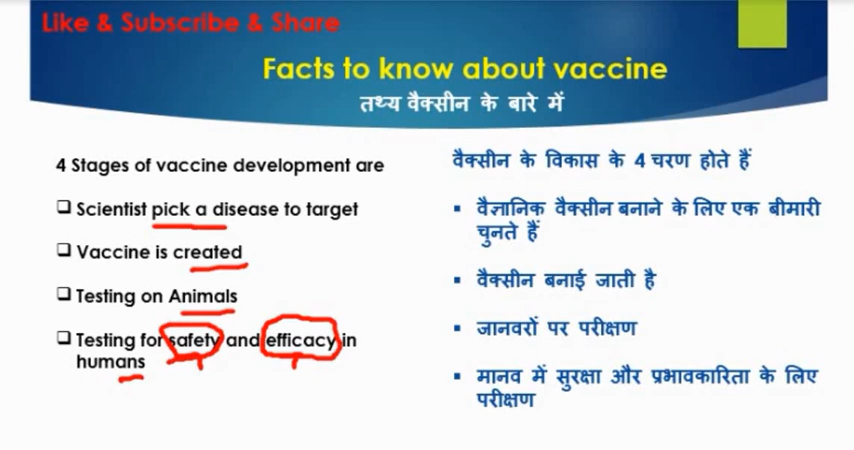 Like & Subscribe & Share
Facts to know about vaccine
तथ्य वैक्सीन के बारे में
4 Stages of vaccine development are
Scientist pick a disease to target
Vaccine is created
Testing on Animals
Testing for safety and efficacy in
humans
वैक्सीन के विकास के 4 चरण होते हैं
वैज्ञानिक वैक्सीन बनाने के लिए एक बीमारी
चुनते हैं
वैक्सीन बनाई जाती है
जानवरों पर परीक्षण
मानव में सुरक्षा और प्रभावकारिता के लिए
परीक्षण